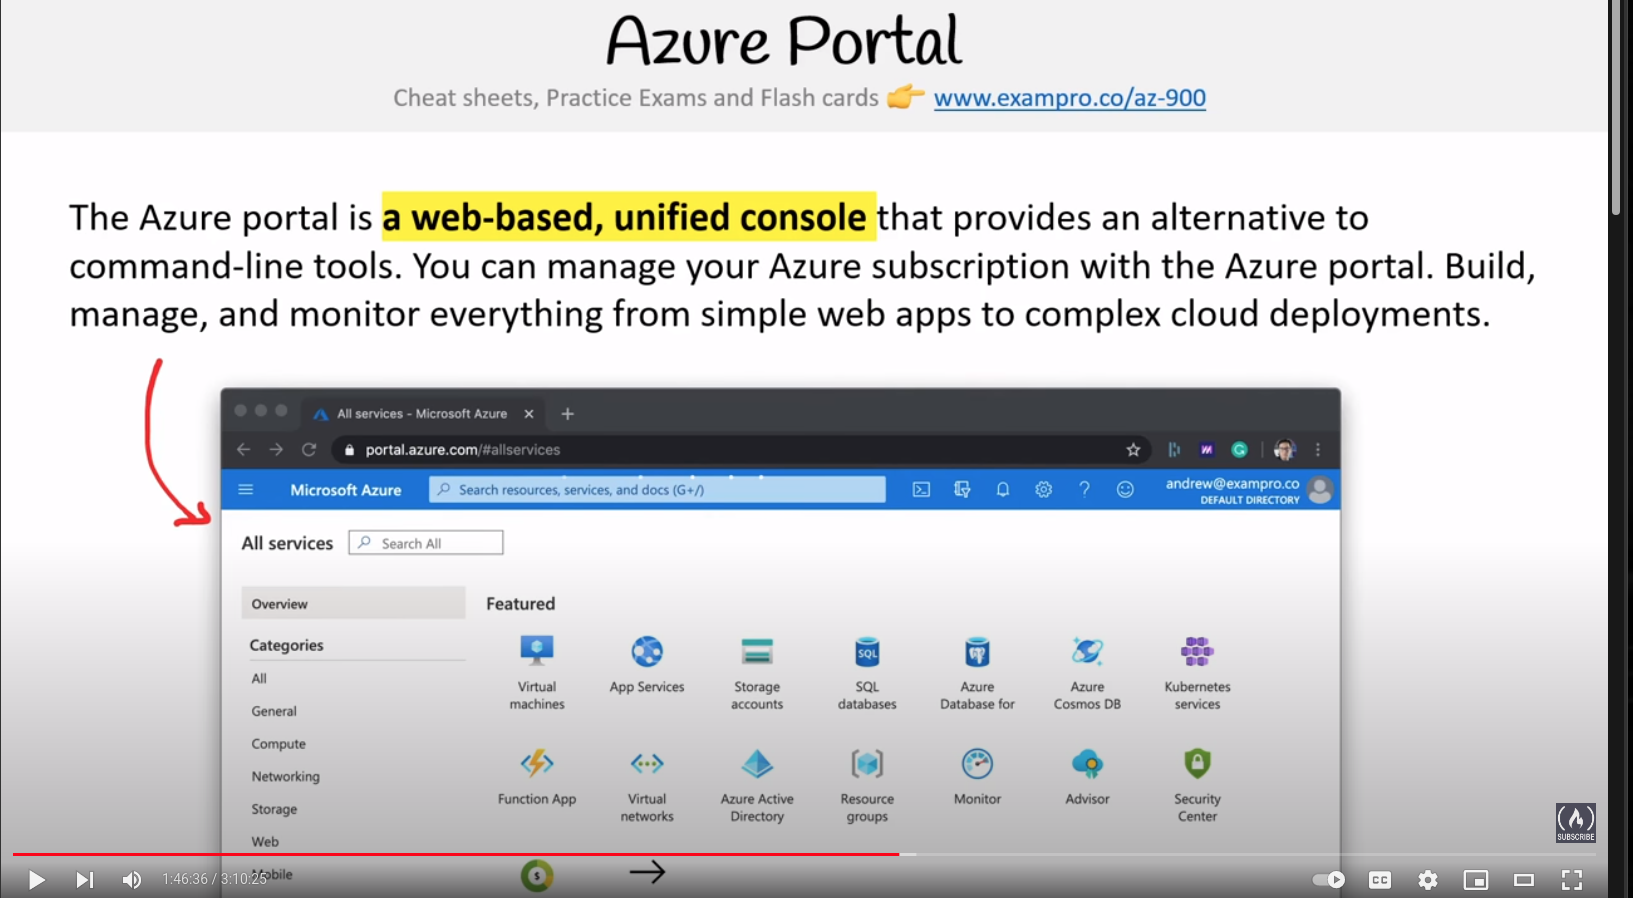 Azure Portal
Cheat sheets, Practice Exams and Flash cards 👉 www.exampro.co/az-900
The Azure portal is a web-based, unified console that provides an alternative to
command-line tools. You can manage your Azure subscription with the Azure portal. Build,
manage, and monitor everything from simple web apps to complex cloud deployments.
All services - Microsoft Azure
portal.azure.com/#allservices
Microsoft Azure
Search resources, services, and docs (G+/)
andrew@exampro.co
DEFAULT DIRECTORY
All services
Search All
Overview
Categories
All
General
Compute
Networking
Storage
Web
Mobile
Featured
Virtual
machines
App Services
Storage
accounts
SQL
SQL
databases
Azure
Database for
Azure
Cosmos DB
Kubernetes
services
Function App
Virtual
networks
Azure Active
Directory
Resource
groups
Monitor
Advisor
Security
Center
$
SUBSCRIBE
1:46:36 / 3:10:25
CC